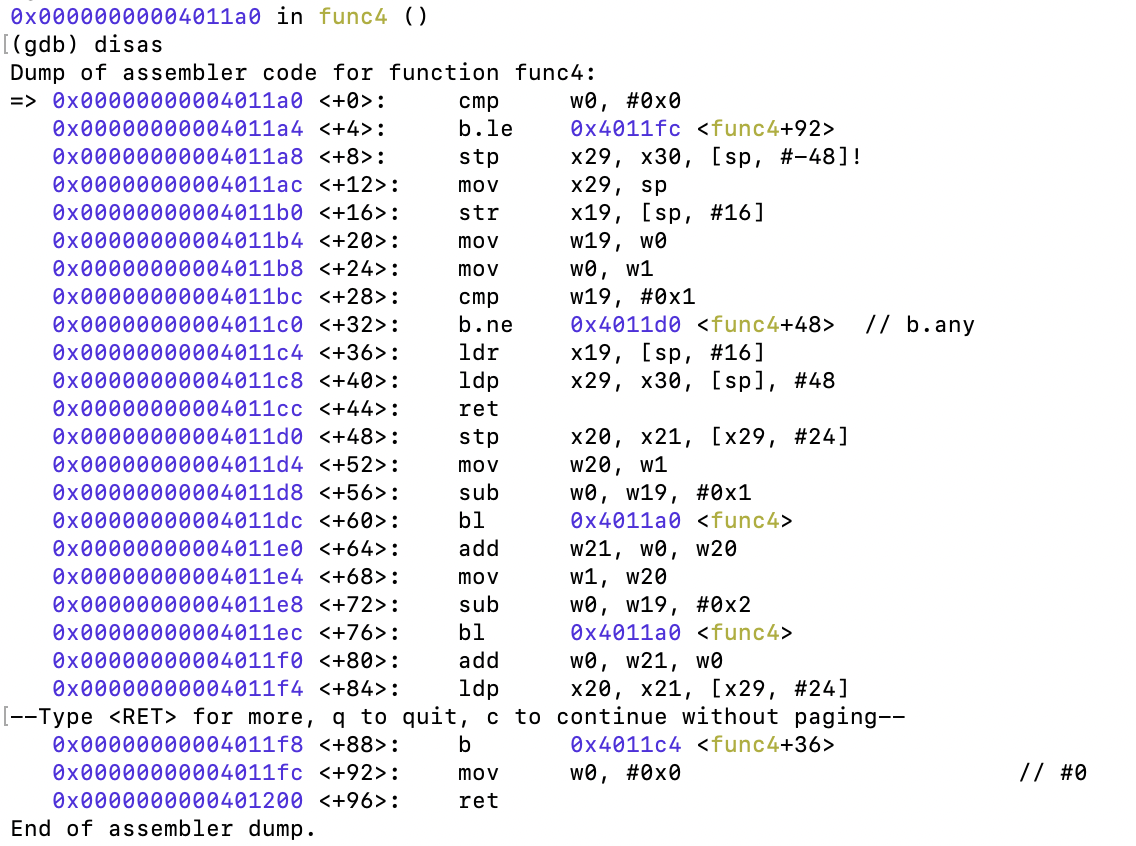 0x00000000004011a0 in func4 ()
[(gdb) disas
Dump of assembler code for function func4:
=> 0x00000000004011a0 <+0>:     cmp     w0, #0x0
   0x00000000004011a4 <+4>:     b.le    0x4011fc <func4+92>
   0x00000000004011a8 <+8>:     stp     x29, x30, [sp, #-48]!
   0x00000000004011ac <+12>:    mov     x29, sp
   0x00000000004011b0 <+16>:    str     x19, [sp, #16]
   0x00000000004011b4 <+20>:    mov     w19, w0
   0x00000000004011b8 <+24>:    mov     w0, w1
   0x00000000004011bc <+28>:    cmp     w19, #0x1
   0x00000000004011c0 <+32>:    b.ne    0x4011d0 <func4+48>  // b.any
   0x00000000004011c4 <+36>:    ldr     x19, [sp, #16]
   0x00000000004011c8 <+40>:    ldp     x29, x30, [sp], #48
   0x00000000004011cc <+44>:    ret
   0x00000000004011d0 <+48>:    stp     x20, x21, [x29, #24]
   0x00000000004011d4 <+52>:    mov     w20, w1
   0x00000000004011d8 <+56>:    sub     w0, w19, #0x1
   0x00000000004011dc <+60>:    bl      0x4011a0 <func4>
   0x00000000004011e0 <+64>:    add     w21, w0, w20
   0x00000000004011e4 <+68>:    mov     w1, w20
   0x00000000004011e8 <+72>:    sub     w0, w19, #0x2
   0x00000000004011ec <+76>:    bl      0x4011a0 <func4>
   0x00000000004011f0 <+80>:    add     w0, w21, w0
   0x00000000004011f4 <+84>:    ldp     x20, x21, [x29, #24]
[--Type <RET> for more, q to quit, c to continue without paging--
   0x00000000004011f8 <+88>:    b       0x4011c4 <func4+36>
   0x00000000004011fc <+92>:    mov     w0, #0x0                       // #0
   0x0000000000401200 <+96>:    ret
End of assembler dump.